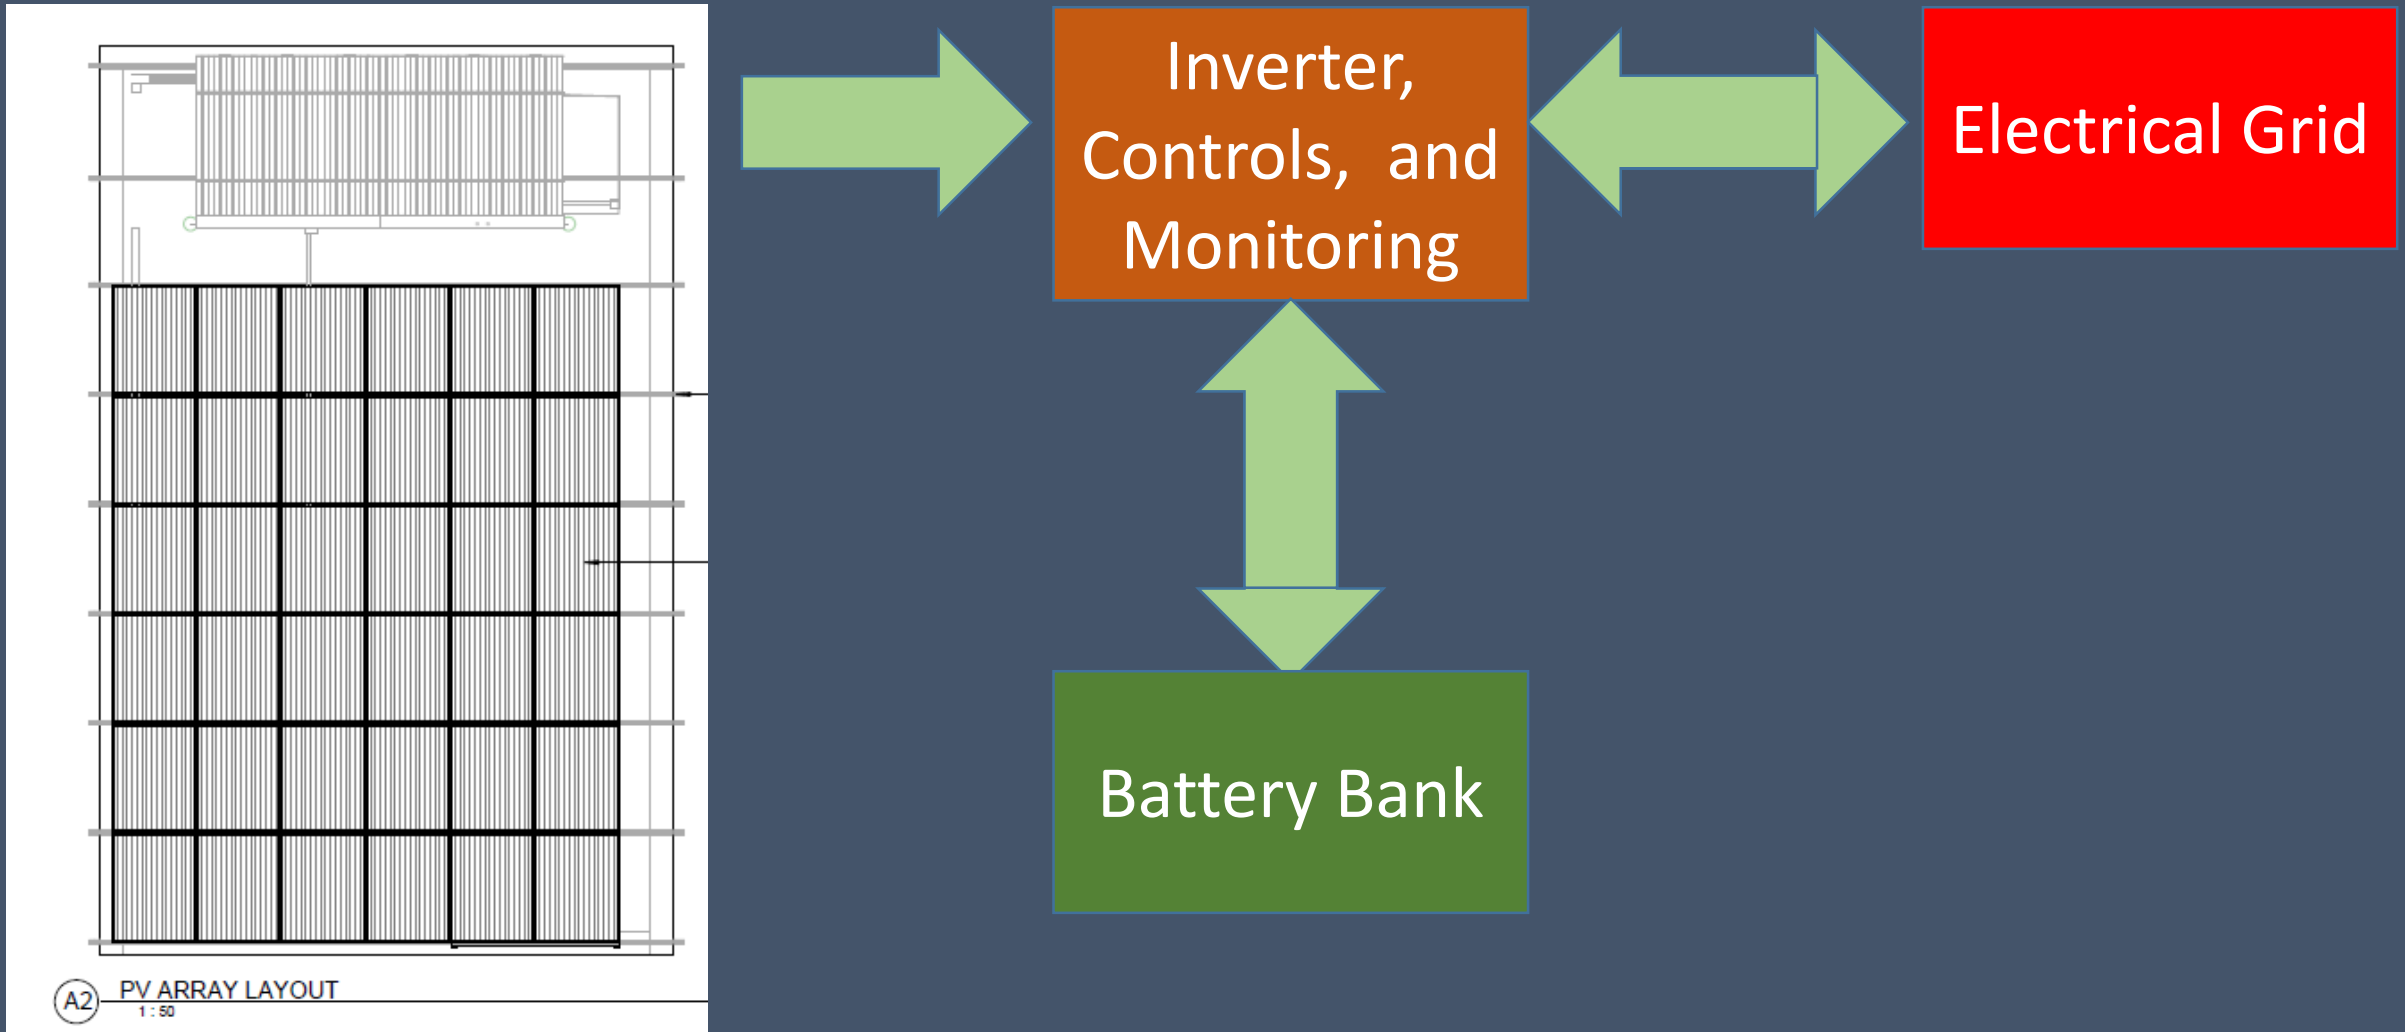 Inverter,
Controls, and
Monitoring
Electrical Grid
Battery Bank
A2
PV ARRAY LAYOUT
1 : 50